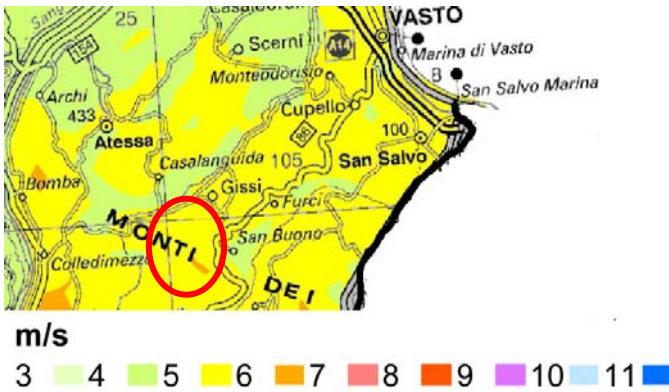 Casalbordi
VASTO
25
Scerni
A14
Marina di Vasto
154
Monteodorisio
B
San Salvo Marina
Archi
433
Cupello
Atessa
86
100
Casalanguida
105
San Salvo
Bomba
Gissi
Furci
MONTI
San Buono
Colledimezzo
DEI
m/s
3 4 5 6 7 8 9 10 11